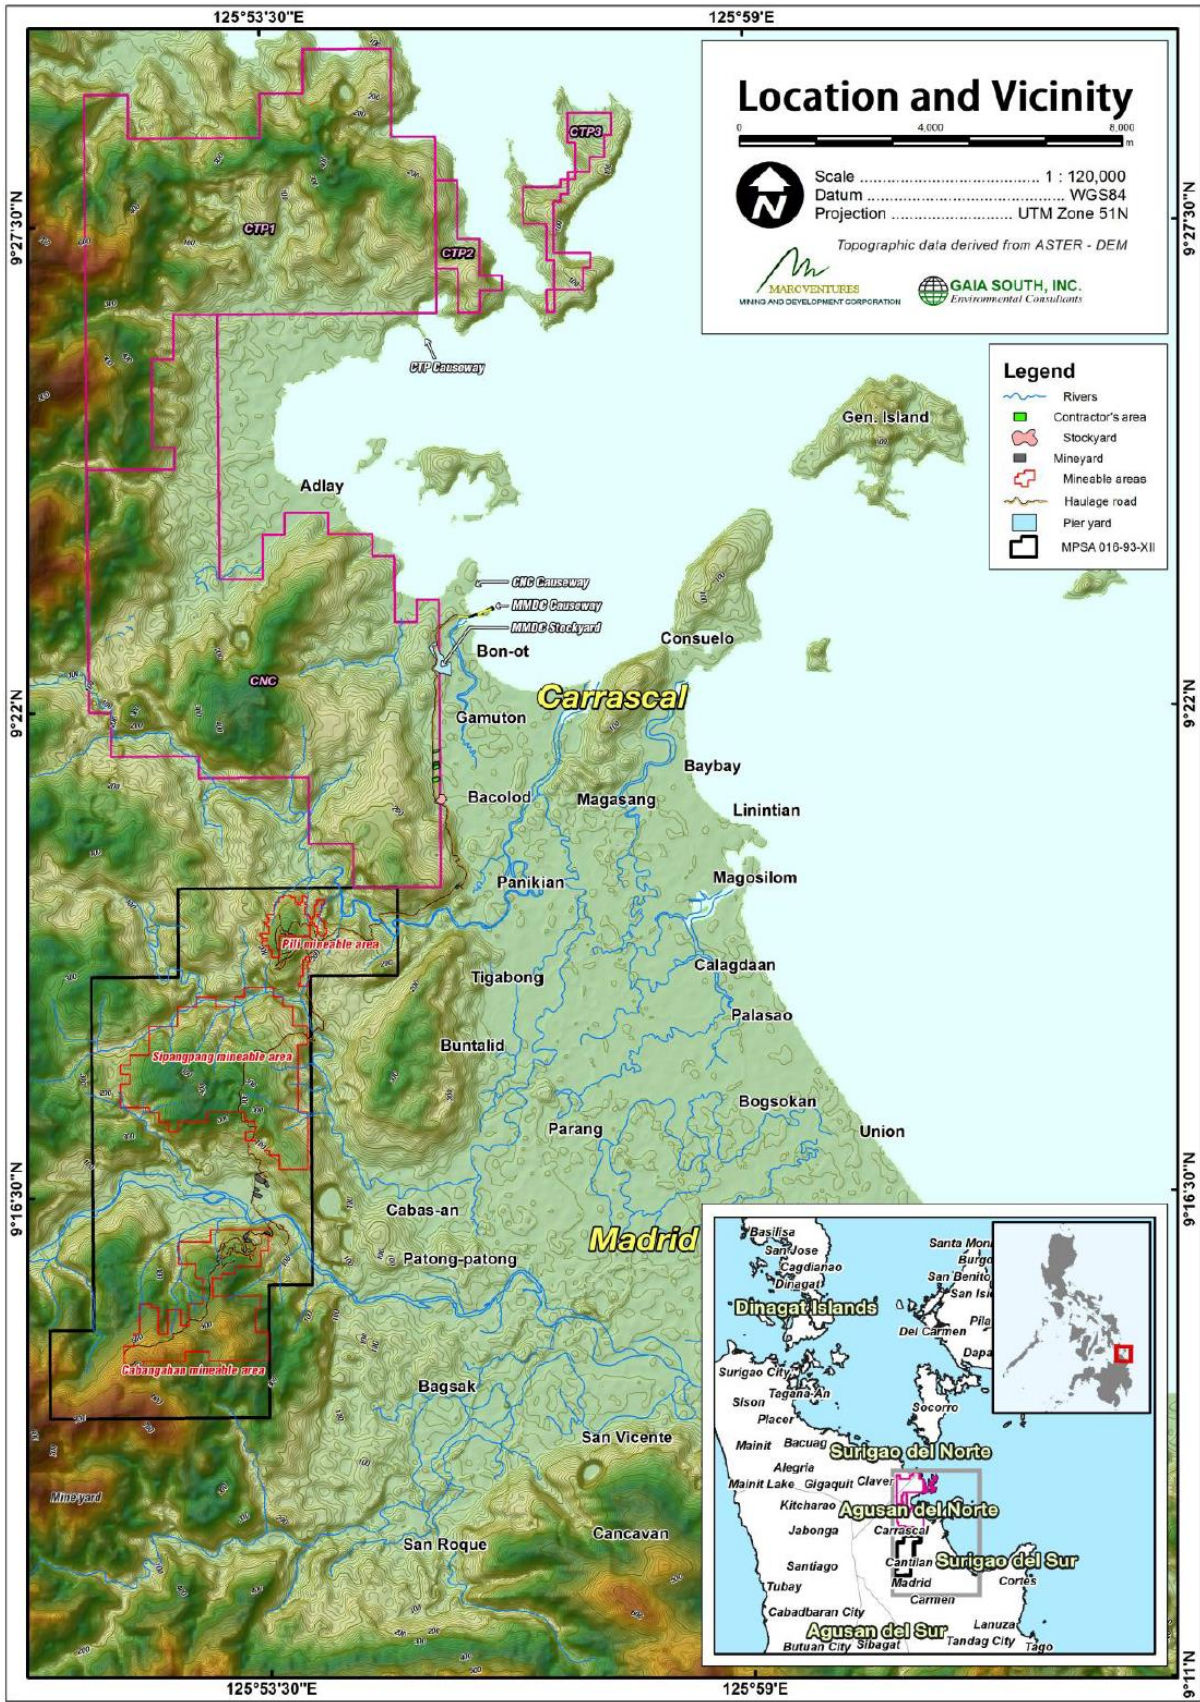 125°53'30"E
125°59'E
Location and Vicinity
0 4,000 8,000
m
Scale 1 : 120,000
Datum WGS84
Projection UTM Zone 51N
Topographic data derived from ASTER - DEM
MARCVENTURES
MINING AND DEVELOPMENT CORPORATION
GAIA SOUTH, INC.
Environmental Consultants
Legend
Rivers
Contractor's area
Stockyard
Mineyard
Mineable areas
Haulage road
Pier yard
MPSA 016-93-XII
9°27'30"N
9°27'30"N
CTP3
CTP1
CTP2
CTP Causeway
Gen. Island
Adlay
CNC Causeway
MMDC Causeway
MMDC Stockyard
Consuelo
Bon-ot
CNC
Carrascal
9°22'N
9°22'N
Gamuton
Baybay
Bacolod
Magasang
Linintian
Panikian
Magosilom
Pili mineable area
Tigabong
Calagdaan
Palasao
Buntalid
Sipangpang mineable area
Bogsokan
Parang
Union
9°16'30"N
9°16'30"N
Cabas-an
Madrid
Patong-patong
Cabangahan mineable area
Bagsak
San Vicente
Mine yard
Cancavan
San Roque
Basilisa
San Jose
Cagdianao
Dinagat
Dinagat Islands
Santa Moni
Burgo
San Benito
San Isi
Pila
Del Carmen
Dapa
Surigao City
Tagana-An
Sison
Placer
Socorro
Mainit
Bacuag
Surigao del Norte
Alegria
Mainit Lake
Gigaquit
Claver
Kitcharao
Agusan del Norte
Jabonga
Carrascal
Santiago
Cantilan
Surigao del Sur
Tubay
Madrid
Cortes
Carmen
Cabadbaran City
Lanuza
Agusan del Sur
Butuan City
Sibagat
Tandag City
Tago
9°11'N
125°53'30"E
125°59'E